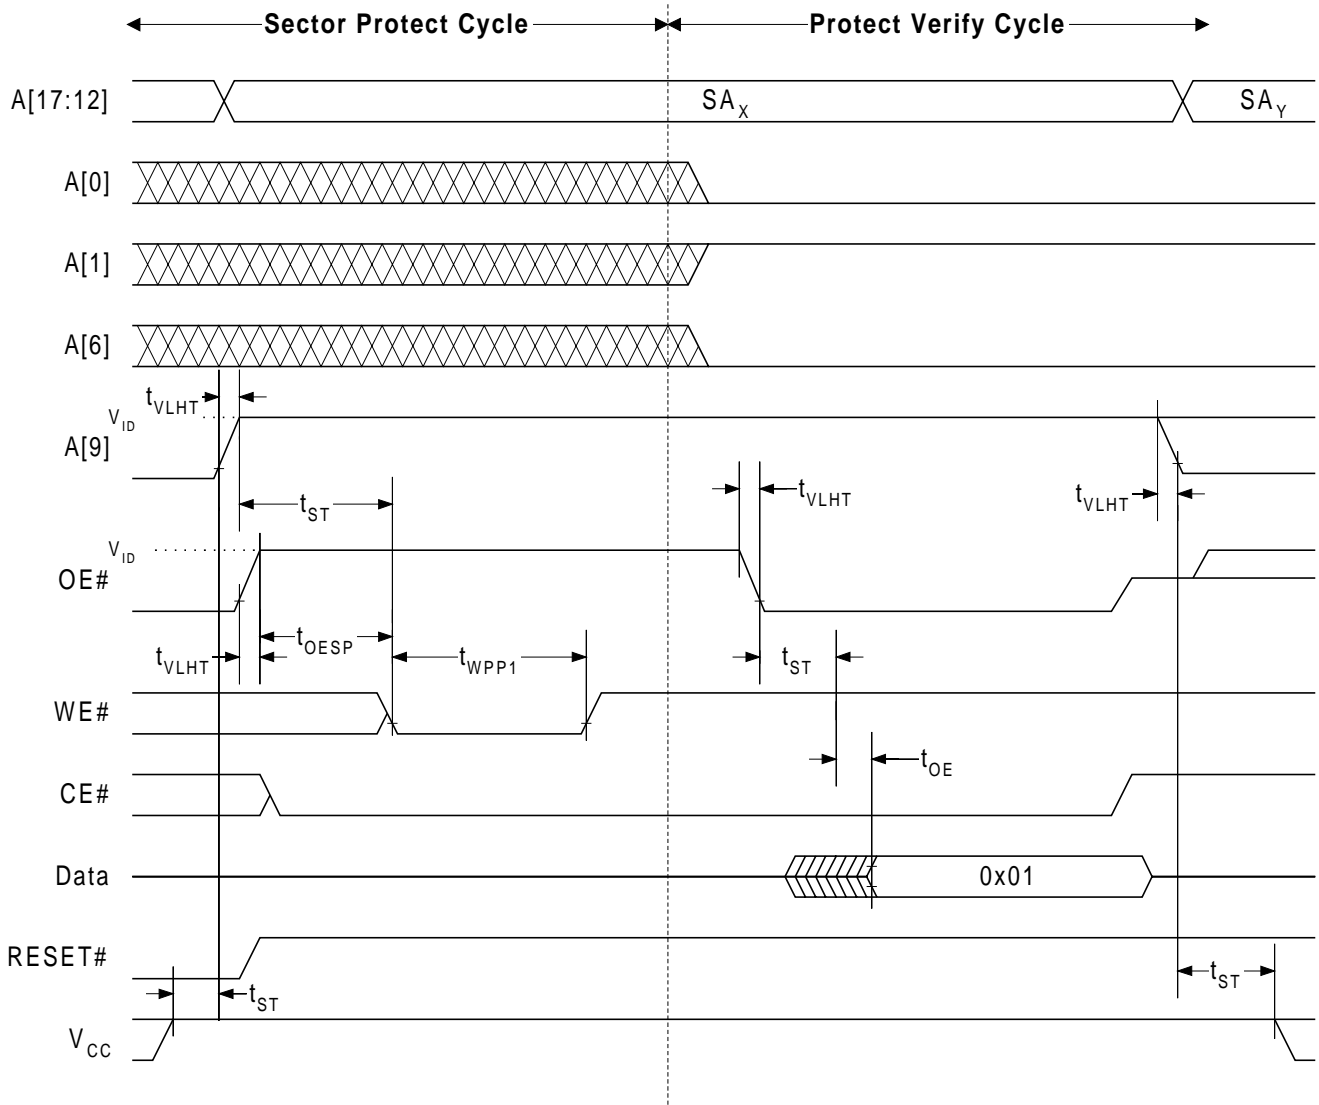 Sector Protect Cycle Protect Verify Cycle
A[17:12] SAX SAY
A[0]
A[1]
A[6]
tVLHT
VID
A[9]
tST tVLHT tVLHT
VID
OE#
tVLHT tOESP tWPP1 tST
WE#
tOE
CE#
Data 0x01
RESET#
tST tST
VCC